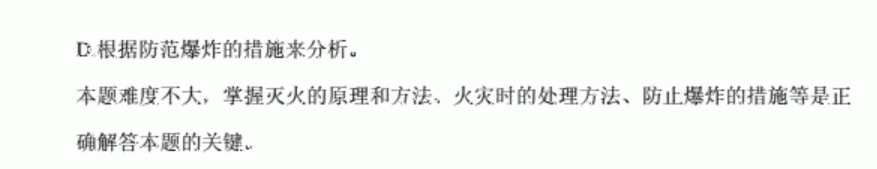 D.根据防范爆炸的措施来分析。
本题难度不大，掌握灭火的原理和方法、火灾时的处理方法、防止爆炸的措施等是正
确解答本题的关键。